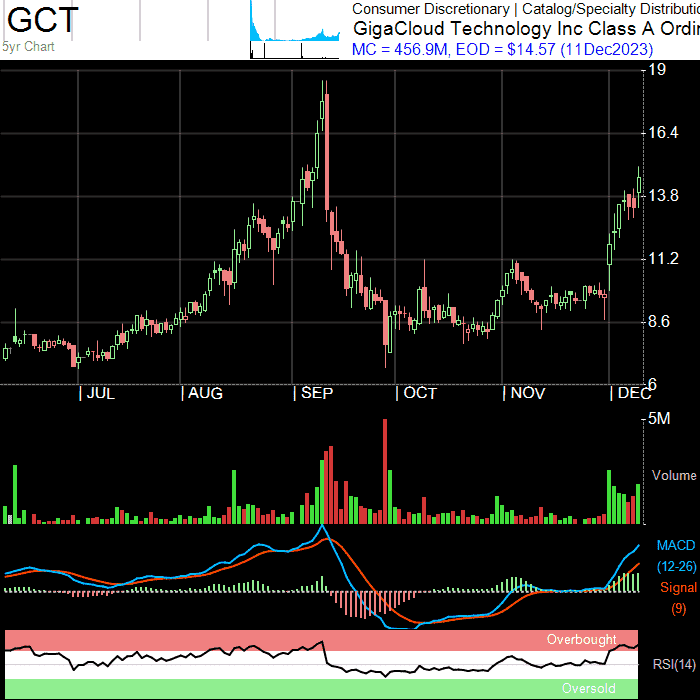 GCT
5yr Chart
Consumer Discretionary | Catalog/Specialty Distributio
GigaCloud Technology Inc Class A Ordin
MC = 456.9M, EOD = $14.57 (11Dec2023)
19
16.4
13.8
11.2
8.6
6
| JUL | AUG | SEP | OCT | NOV | DEC
5M
Volume
MACD
(12-26)
Signal
(9)
Overbought
RSI(14)
Oversold